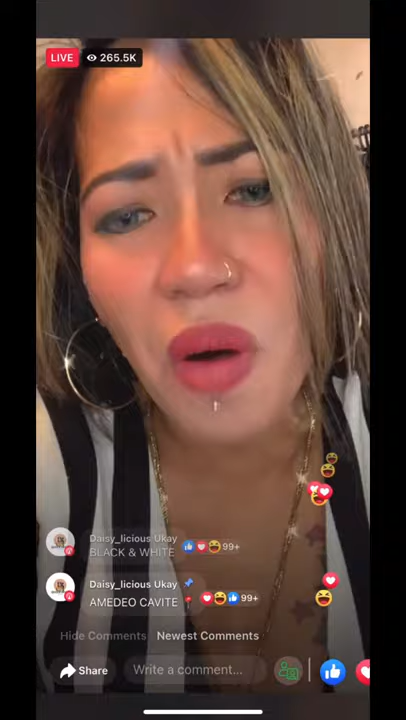 LIVE 265.5K
Daisy_licious Ukay
BLACK & WHITE 99+
Daisy_licious Ukay
AMEDEO CAVITE 99+
Hide Comments Newest Comments
Share Write a comment...